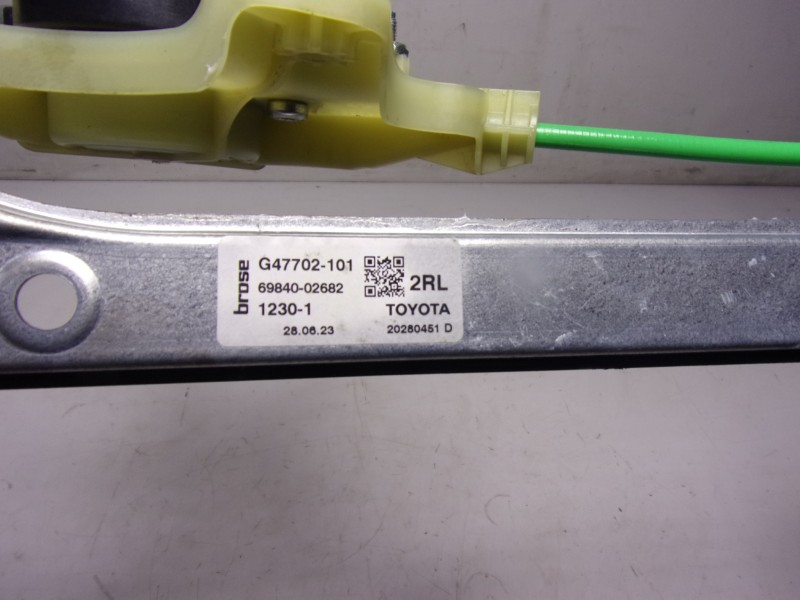 brose
G47702-101
69840-02682
1230-1
28.06.23
2RL
TOYOTA
20280451 D